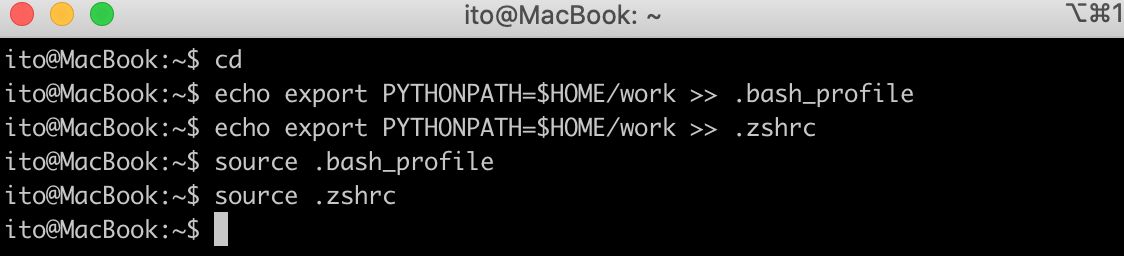 ito@MacBook: ~
⌥⌘1
ito@MacBook:~$ cd
ito@MacBook:~$ echo export PYTHONPATH=$HOME/work >> .bash_profile
ito@MacBook:~$ echo export PYTHONPATH=$HOME/work >> .zshrc
ito@MacBook:~$ source .bash_profile
ito@MacBook:~$ source .zshrc
ito@MacBook:~$